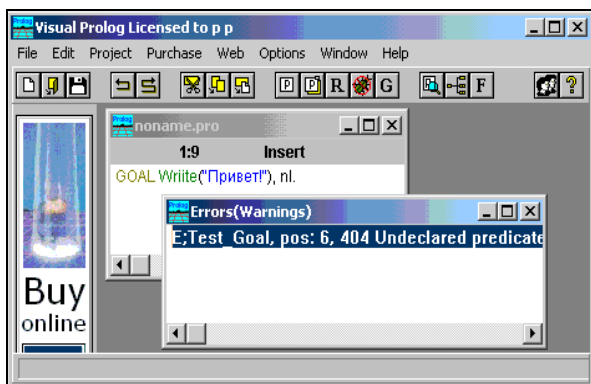 Visual Prolog Licensed to p p
File Edit Project Purchase Web Options Window Help
P P R G F ?
Prolog
noname.pro
1:9 Insert
GOAL Wriite("Привет!"), nl.
Errors(Warnings)
E;Test_Goal, pos: 6, 404 Undeclared predicate
Buy
online